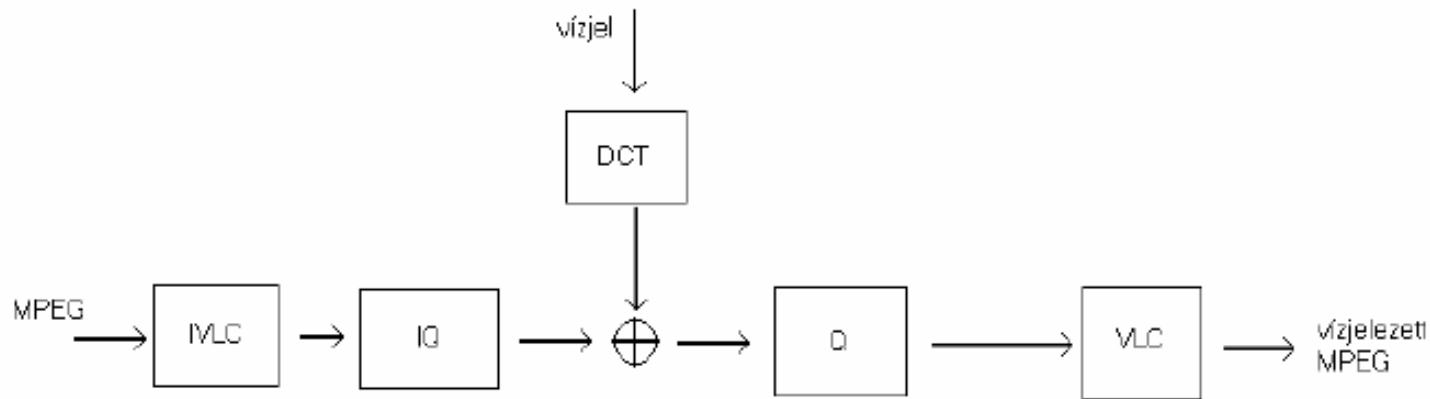 vízjel
DCT
MPEG
IVLC
IQ
Q
VLC
vízjelezett
MPEG